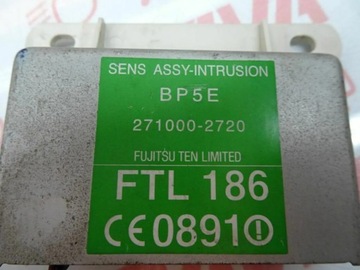 SENS ASSY-INTRUSION
BP5E
271000-2720
FUJITSU TEN LIMITED
FTL 186
CE0891